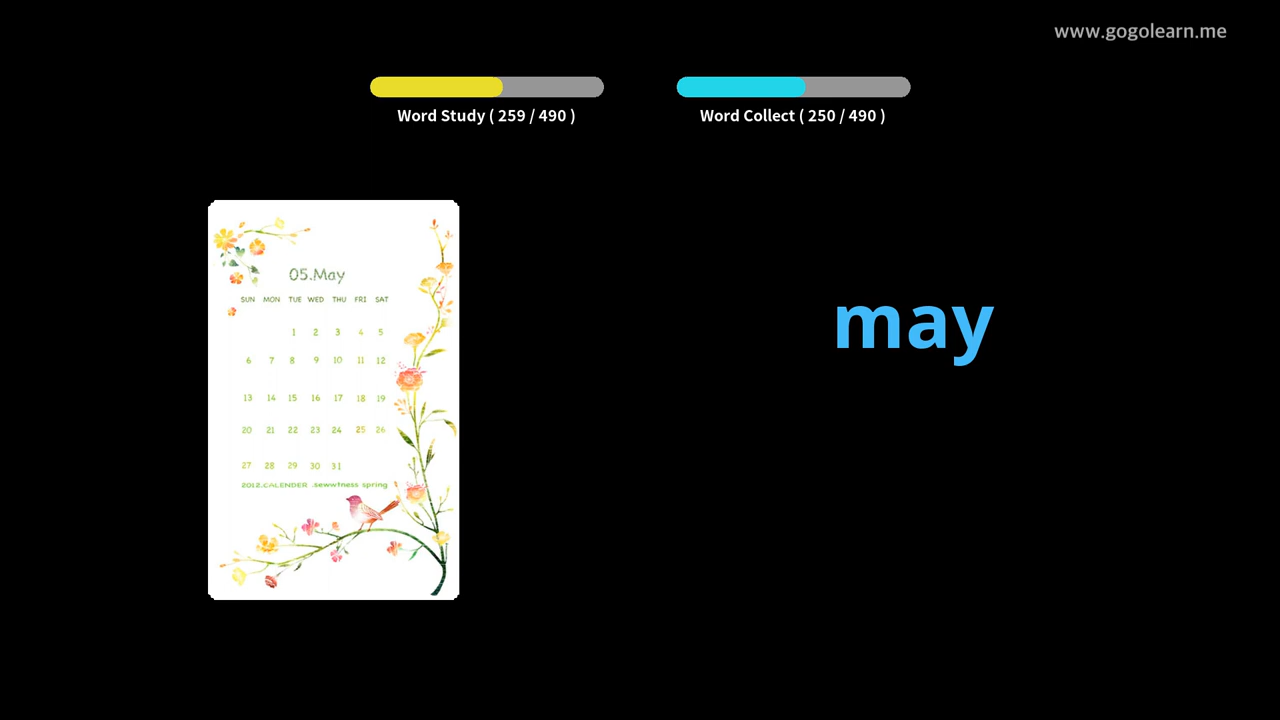 www.gogolearn.me
Word Study ( 259 / 490 )
Word Collect ( 250 / 490 )
05.May
SUN MON TUE WED THU FRI SAT
1 2 3 4 5
6 7 8 9 10 11 12
13 14 15 16 17 18 19
20 21 22 23 24 25 26
27 28 29 30 31
2012.CALENDER .sewwtness spring
may